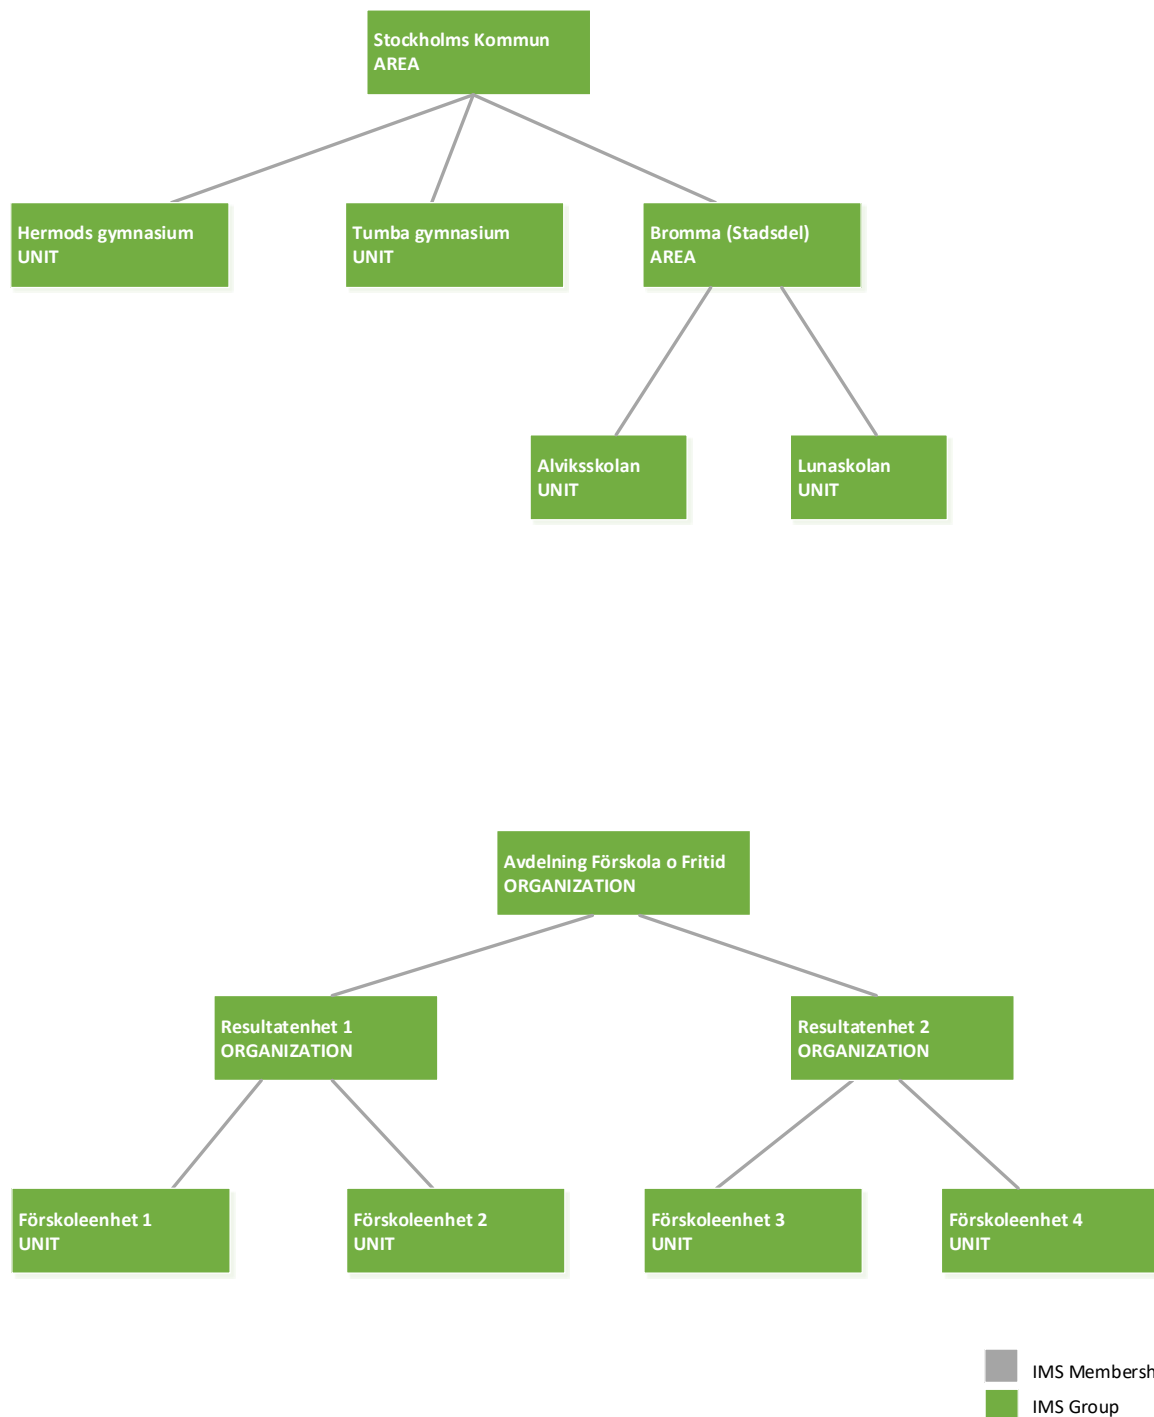 Stockholms Kommun
AREA
Hermods gymnasium
UNIT
Tumba gymnasium
UNIT
Bromma (Stadsdel)
AREA
Alviksskolan
UNIT
Lunaskolan
UNIT
Avdelning Förskola o Fritid
ORGANIZATION
Resultatenhet 1
ORGANIZATION
Resultatenhet 2
ORGANIZATION
Förskoleenhet 1
UNIT
Förskoleenhet 2
UNIT
Förskoleenhet 3
UNIT
Förskoleenhet 4
UNIT
IMS Membersh
IMS Group